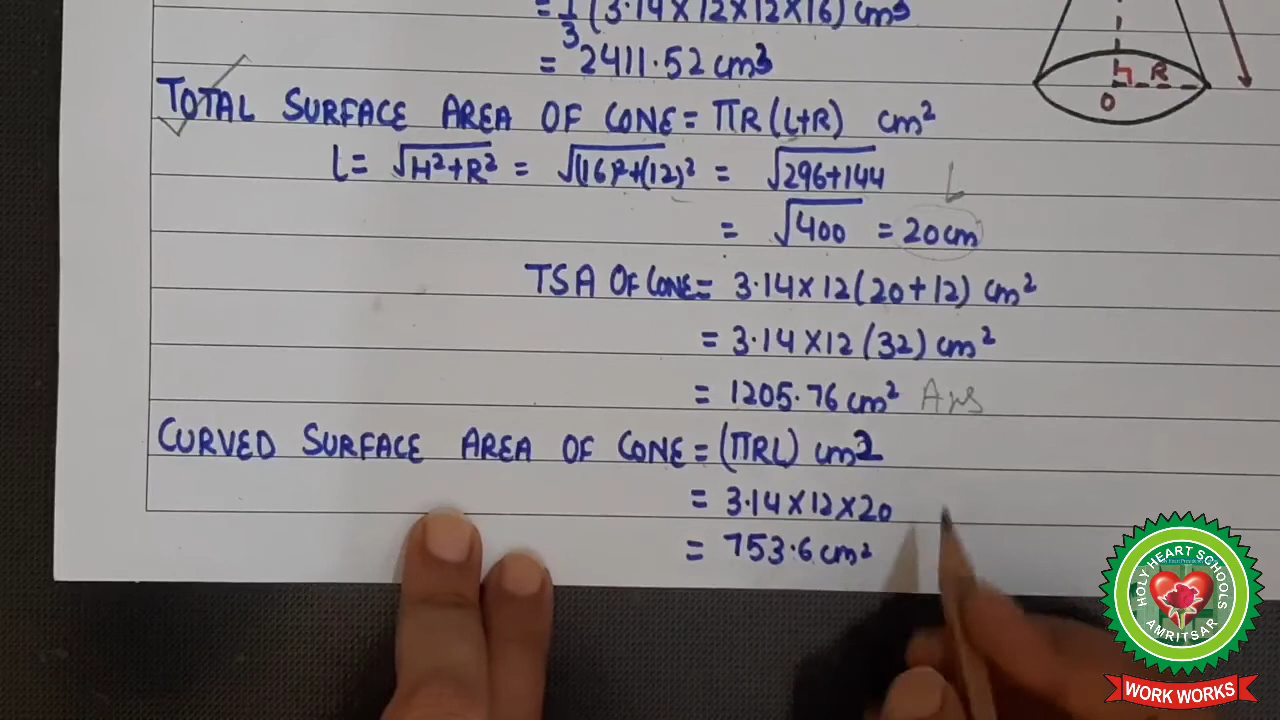 = 1/3 (3.14×12×12×16) cm³
= 2411.52 cm³
R
O
TOTAL SURFACE AREA OF CONE = πR(L+R) cm²
L = √H²+R² = √(16)²+(12)² = √296+144
L
= √400 = 20cm
TSA OF CONE = 3.14×12(20+12) cm²
= 3.14×12(32) cm²
= 1205.76 cm² Ans
CURVED SURFACE AREA OF CONE = (πRL) cm2
= 3.14×12×20
= 753.6 cm²
HOLY HEART SCHOOLS
AMRITSAR
WORK WORKS